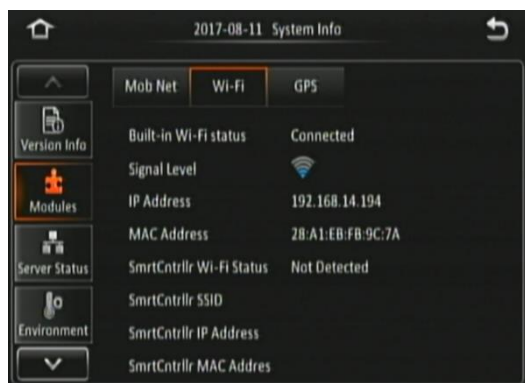 2017-08-11 System Info
Mob Net Wi-Fi GPS
Version Info
Modules
Server Status
Environment
Built-in Wi-Fi status Connected
Signal Level
IP Address 192.168.14.194
MAC Address 28:A1:EB:FB:9C:7A
SmrtCntrllr Wi-Fi Status Not Detected
SmrtCntrllr SSID
SmrtCntrllr IP Address
SmrtCntrllr MAC Addres